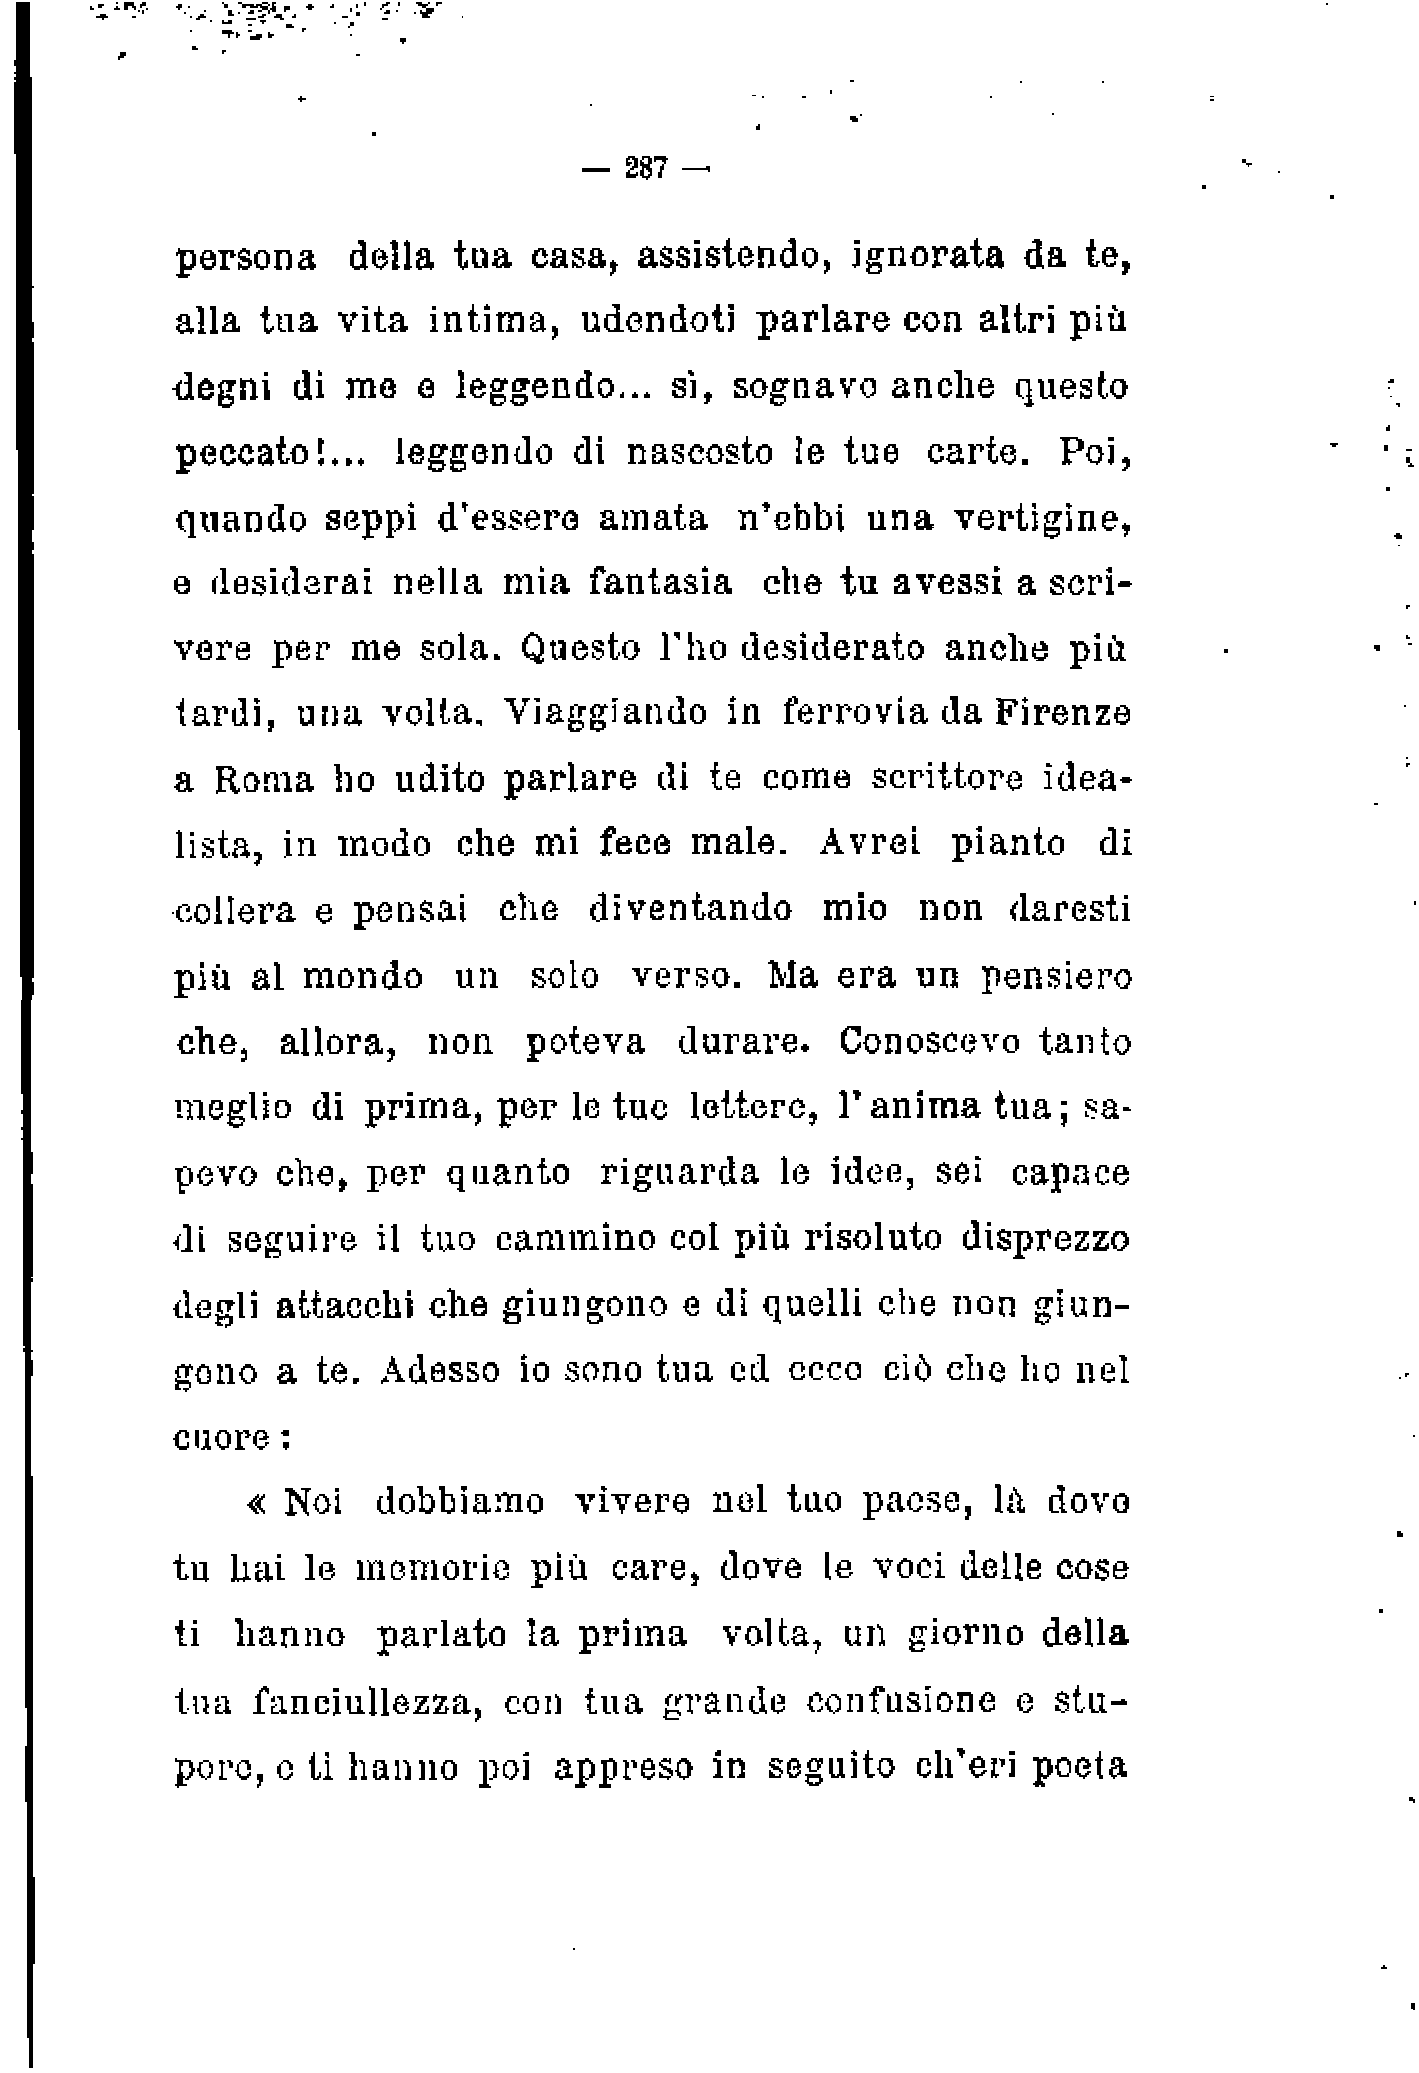 — 287 —
persona della tua casa, assistendo, ignorata da te,
alla tua vita intima, udendoti parlare con altri più
degni di me e leggendo... sì, sognavo anche questo
peccato!... leggendo di nascosto le tue carte. Poi,
quando seppi d'essere amata n'ebbi una vertigine,
e desiderai nella mia fantasia che tu avessi a scri-
vere per me sola. Questo l'ho desiderato anche più
tardi, una volta. Viaggiando in ferrovia da Firenze
a Roma ho udito parlare di te come scrittore idea-
lista, in modo che mi fece male. Avrei pianto di
collera e pensai che diventando mio non daresti
più al mondo un solo verso. Ma era un pensiero
che, allora, non poteva durare. Conoscevo tanto
meglio di prima, per le tue lettere, l'anima tua; sa-
pevo che, per quanto riguarda le idee, sei capace
di seguire il tuo cammino col più risoluto disprezzo
degli attacchi che giungono e di quelli che non giun-
gono a te. Adesso io sono tua ed ecco ciò che ho nel
cuore:
« Noi dobbiamo vivere nel tuo paese, là dove
tu hai le memorie più care, dove le voci delle cose
ti hanno parlato la prima volta, un giorno della
tua fanciullezza, con tua grande confusione e stu-
pore, e ti hanno poi appreso in seguito ch'eri poeta